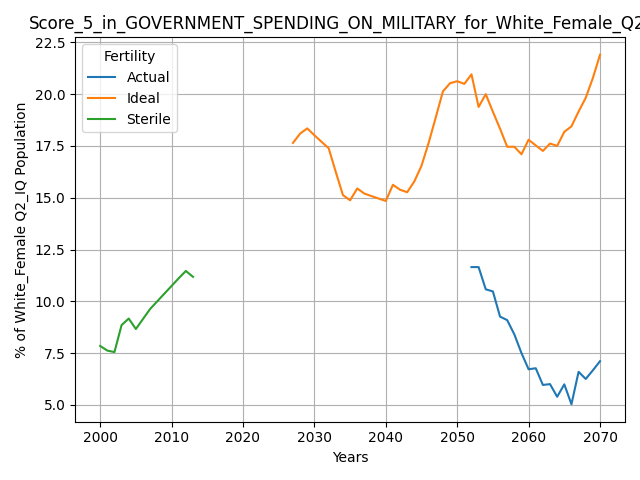 Score_5_in_GOVERNMENT_SPENDING_ON_MILITARY_for_White_Female_Q2
Fertility
Actual
Ideal
Sterile
% of White_Female Q2_IQ Population
22.5
20.0
17.5
15.0
12.5
10.0
7.5
5.0
2000 2010 2020 2030 2040 2050 2060 2070
Years